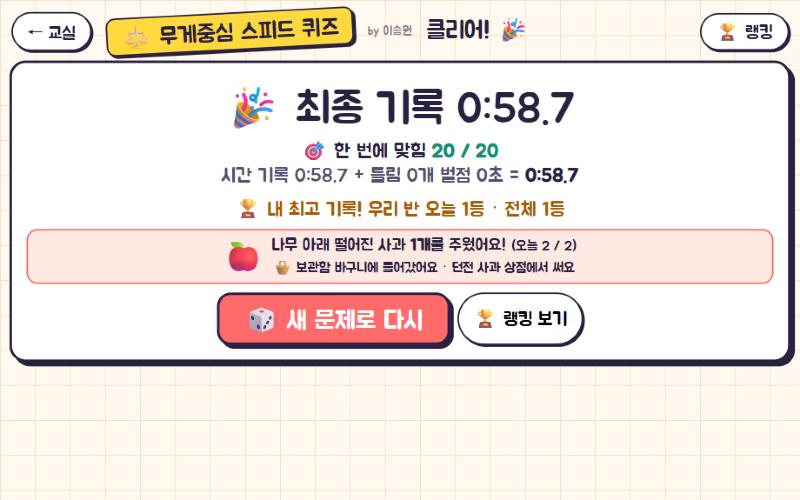 ← 교실
무게중심 스피드 퀴즈
by 이승원
클리어!
랭킹
최종 기록 0:58.7
한 번에 맞힘 20 / 20
시간 기록 0:58.7 + 틀림 0개 벌점 0초 = 0:58.7
내 최고 기록! 우리 반 오늘 1등 · 전체 1등
나무 아래 떨어진 사과 1개를 주웠어요! (오늘 2 / 2)
보관함 바구니에 들어갔어요 · 던전 사과 상점에서 써요
새 문제로 다시
랭킹 보기